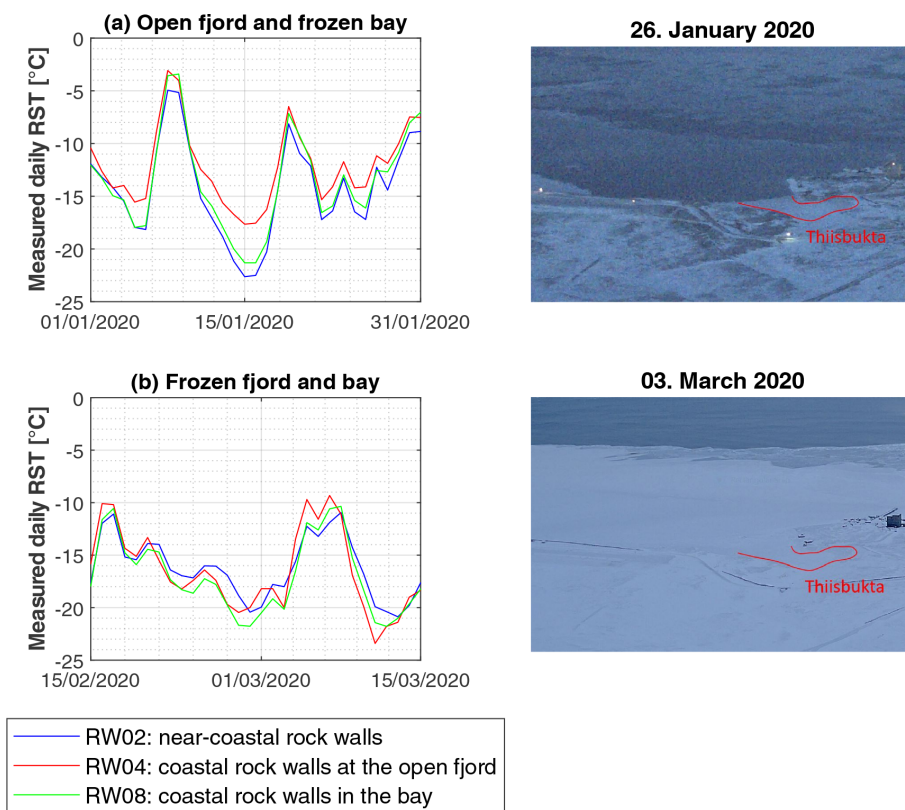 (a) Open fjord and frozen bay
Measured daily RST [°C]
0
-5
-10
-15
-20
-25
01/01/2020
15/01/2020
31/01/2020
26. January 2020
Thiisbukta
(b) Frozen fjord and bay
Measured daily RST [°C]
0
-5
-10
-15
-20
-25
15/02/2020
01/03/2020
15/03/2020
03. March 2020
Thiisbukta
RW02: near-coastal rock walls
RW04: coastal rock walls at the open fjord
RW08: coastal rock walls in the bay